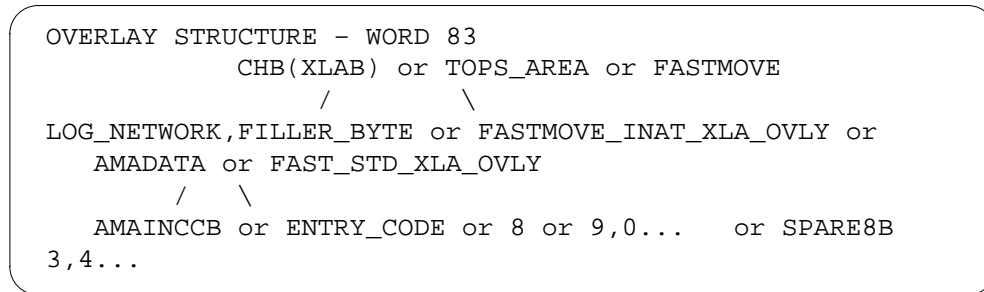 OVERLAY STRUCTURE – WORD 83
CHB(XLAB) or TOPS_AREA or FASTMOVE
/ \
LOG_NETWORK,FILLER_BYTE or FASTMOVE_INAT_XLA_OVLY or
AMADATA or FAST_STD_XLA_OVLY
/ \
AMAINCCB or ENTRY_CODE or 8 or 9,0... or SPARE8B
3,4...